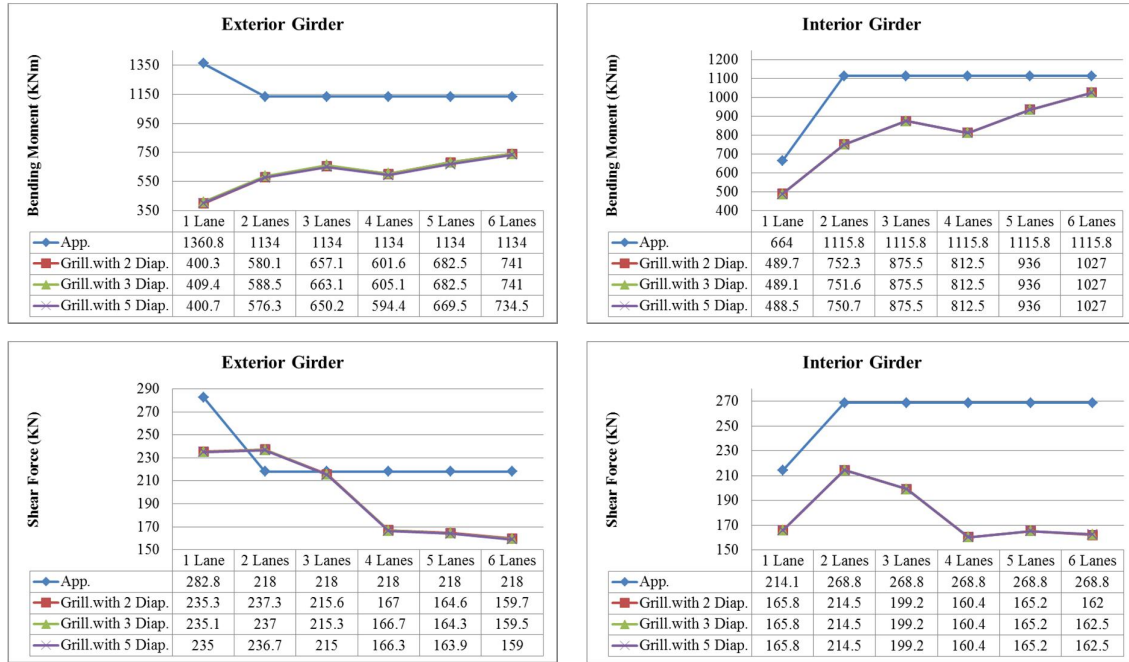 Exterior Girder
Bending Moment (KNm)
1350
1150
950
750
550
350
1 Lane 2 Lanes 3 Lanes 4 Lanes 5 Lanes 6 Lanes
App. 1360.8 1134 1134 1134 1134 1134
Grill.with 2 Diap. 400.3 580.1 657.1 601.6 682.5 741
Grill.with 3 Diap. 409.4 588.5 663.1 605.1 682.5 741
Grill.with 5 Diap. 400.7 576.3 650.2 594.4 669.5 734.5
Interior Girder
Bending Moment (KNm)
1200
1100
1000
900
800
700
600
500
400
1 Lane 2 Lanes 3 Lanes 4 Lanes 5 Lanes 6 Lanes
App. 664 1115.8 1115.8 1115.8 1115.8 1115.8
Grill.with 2 Diap. 489.7 752.3 875.5 812.5 936 1027
Grill.with 3 Diap. 489.1 751.6 875.5 812.5 936 1027
Grill.with 5 Diap. 488.5 750.7 875.5 812.5 936 1027
Exterior Girder
Shear Force (KN)
290
270
250
230
210
190
170
150
1 Lane 2 Lanes 3 Lanes 4 Lanes 5 Lanes 6 Lanes
App. 282.8 218 218 218 218 218
Grill.with 2 Diap. 235.3 237.3 215.6 167 164.6 159.7
Grill.with 3 Diap. 235.1 237 215.3 166.7 164.3 159.5
Grill.with 5 Diap. 235 236.7 215 166.3 163.9 159
Interior Girder
Shear Force (KN)
270
250
230
210
190
170
150
1 Lane 2 Lanes 3 Lanes 4 Lanes 5 Lanes 6 Lanes
App. 214.1 268.8 268.8 268.8 268.8 268.8
Grill.with 2 Diap. 165.8 214.5 199.2 160.4 165.2 162
Grill.with 3 Diap. 165.8 214.5 199.2 160.4 165.2 162.5
Grill.with 5 Diap. 165.8 214.5 199.2 160.4 165.2 162.5